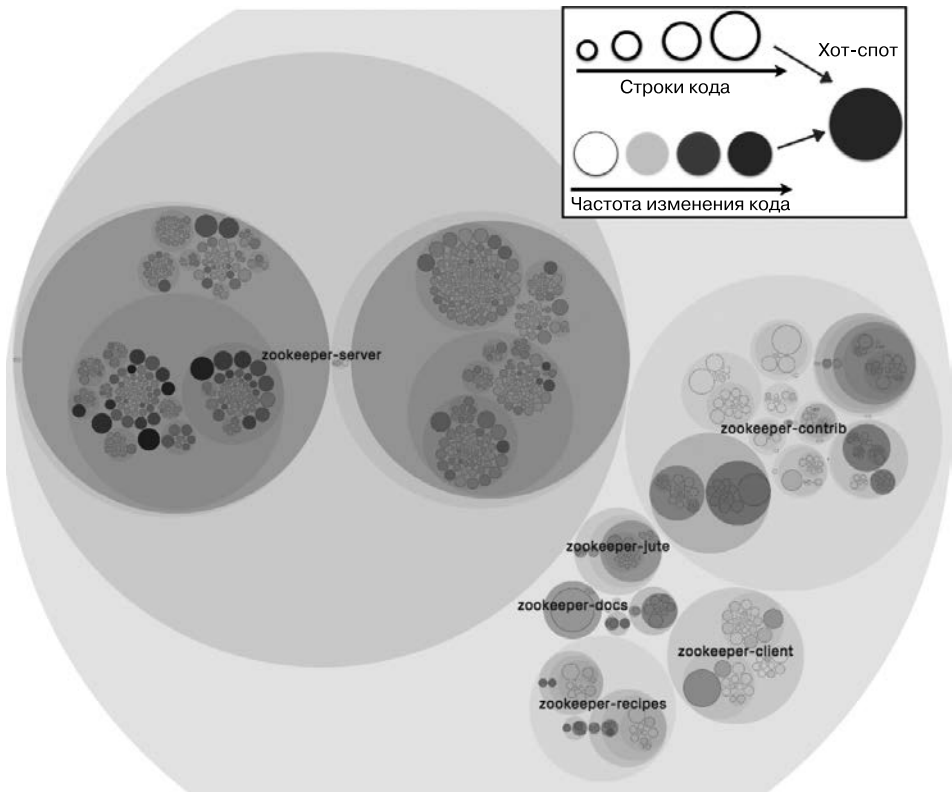 Хот-спот
Строки кода
Частота изменения кода
zookeeper-server
zookeeper-contrib
zookeeper-jute
zookeeper-docs
zookeeper-client
zookeeper-recipes